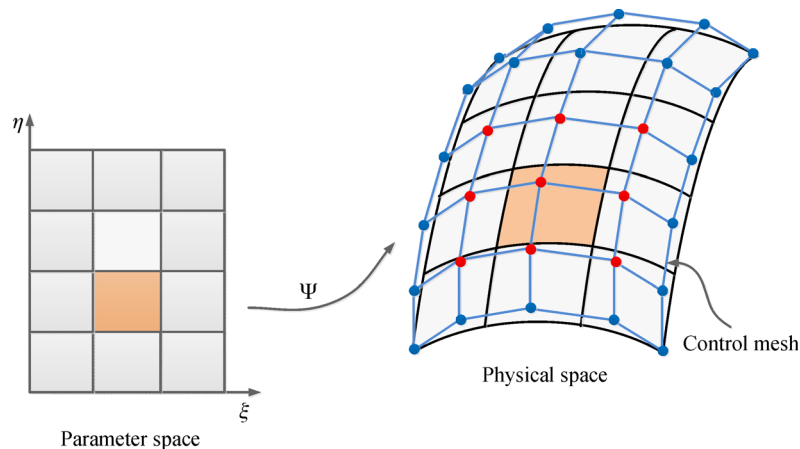 η
Ψ
ξ
Control mesh
Physical space
Parameter space